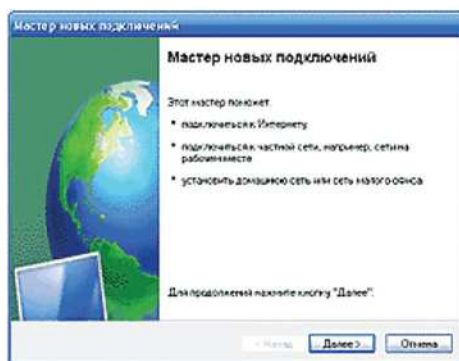 Мастер новых подключений
Мастер новых подключений
Этот мастер поможет
• подключиться к Интернету
• подключиться к частной сети, например, сети на
рабочем месте
• установить домашнюю сеть или сеть малого офиса
Для продолжения нажмите кнопку "Далее".
< Назад
Далее >
Отмена